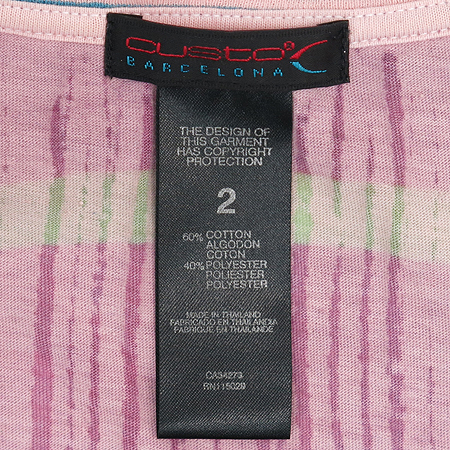 custo
BARCELONA
THE DESIGN OF
THIS GARMENT
HAS COPYRIGHT
PROTECTION
2
60% COTTON
ALGODON
COTON
40% POLYESTER
POLIESTER
POLYESTER
MADE IN THAILAND
FABRICADO EN THAILANDIA
FABRIQUE EN THAILANDE
CA34273
RN115029